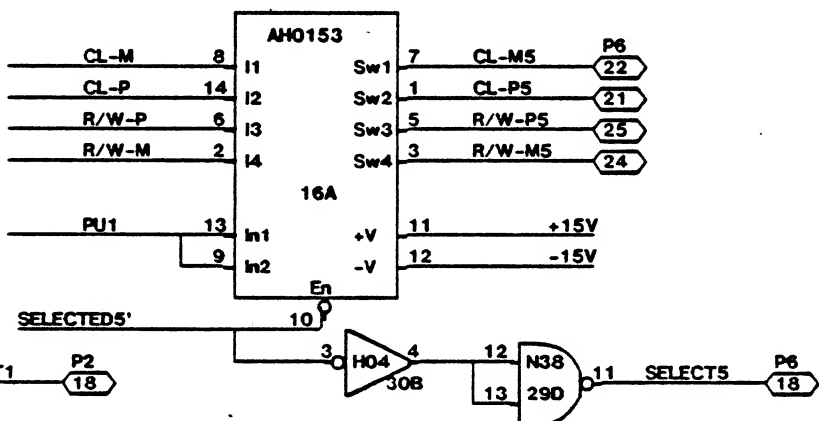 AH0153 P6
CL-M 8 I1 Sw1 7 CL-M5 22
CL-P 14 I2 Sw2 1 CL-P5 21
R/W-P 6 I3 Sw3 5 R/W-P5 25
R/W-M 2 I4 Sw4 3 R/W-M5 24
16A
PU1 13 In1 +V 11 +15V
9 In2 -V 12 -15V
En
SELECTED5' 10
3 H04 4 12 N38 11 SELECT5 P6
30B 13 29D 18
T1 P2
18